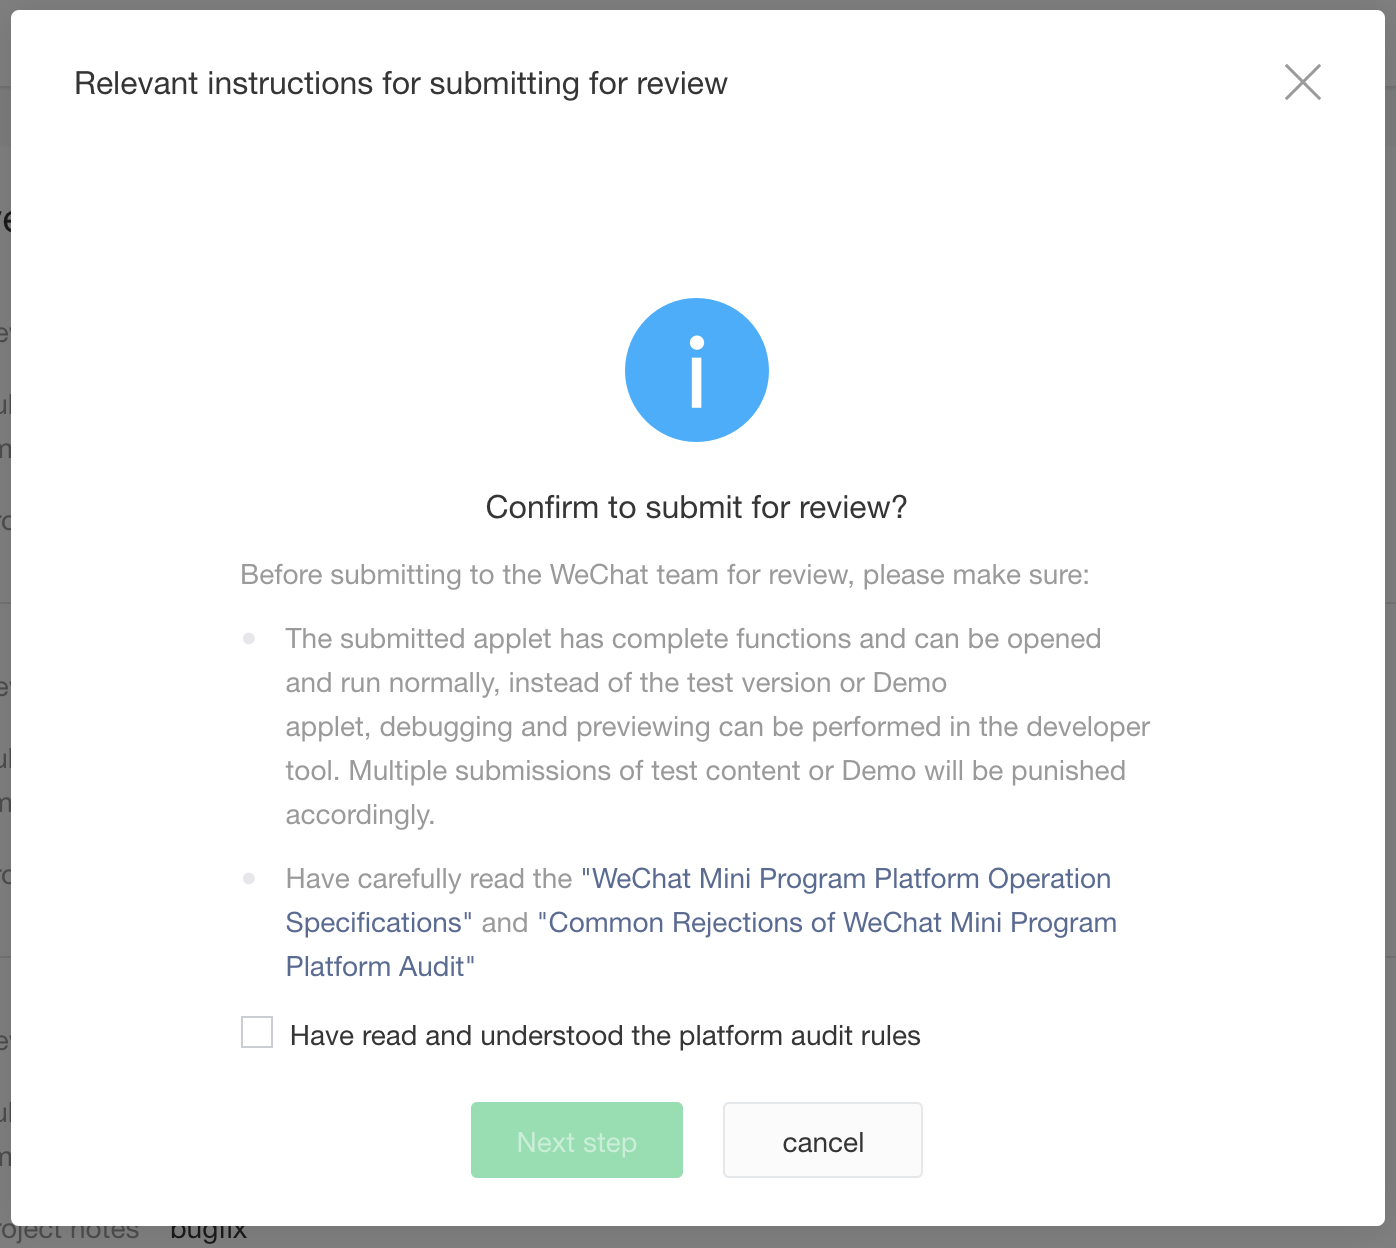 Relevant instructions for submitting for review
Confirm to submit for review?
Before submitting to the WeChat team for review, please make sure:
The submitted applet has complete functions and can be opened
and run normally, instead of the test version or Demo
applet, debugging and previewing can be performed in the developer
tool. Multiple submissions of test content or Demo will be punished
accordingly.
Have carefully read the "WeChat Mini Program Platform Operation
Specifications" and "Common Rejections of WeChat Mini Program
Platform Audit"
Have read and understood the platform audit rules
Next step cancel
notes bugfix